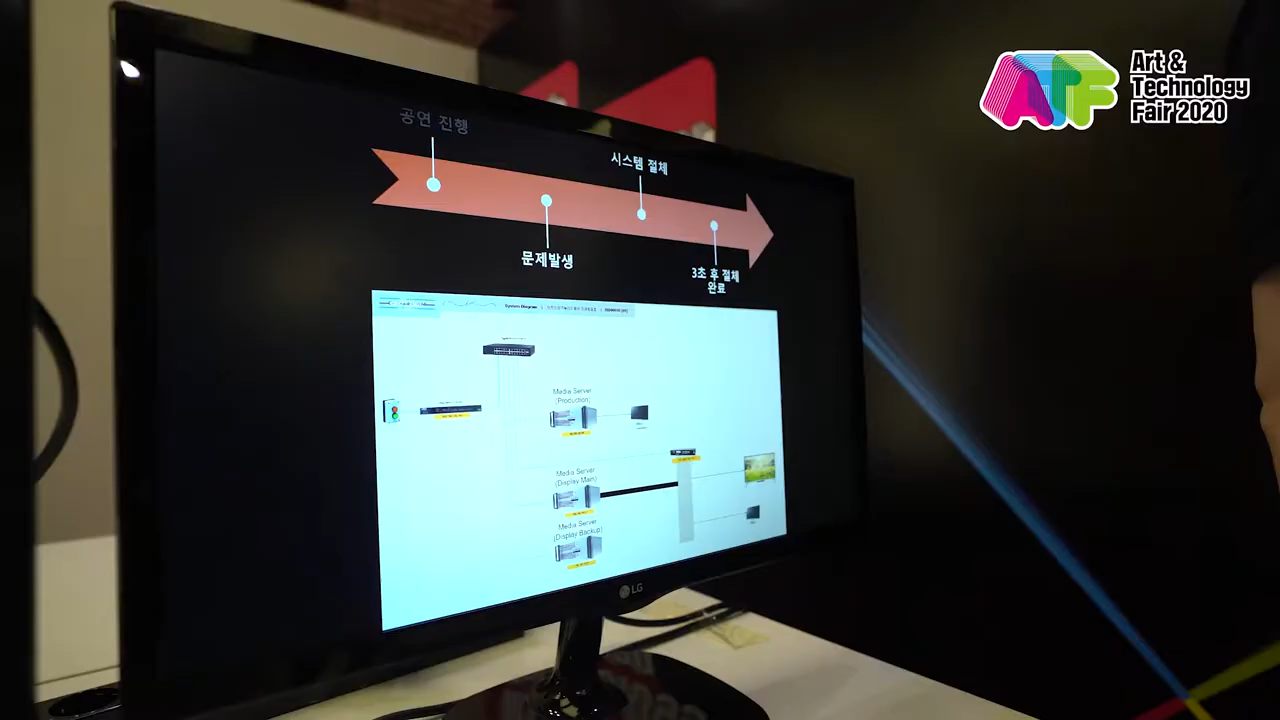 ATF
Art &
Technology
Fair 2020
공연 진행
시스템 절체
문제발생
3초 후 절체
완료
System Diagram
Media Server
(Production)
Media Server
(Display Main)
Media Server
(Display Backup)
LG